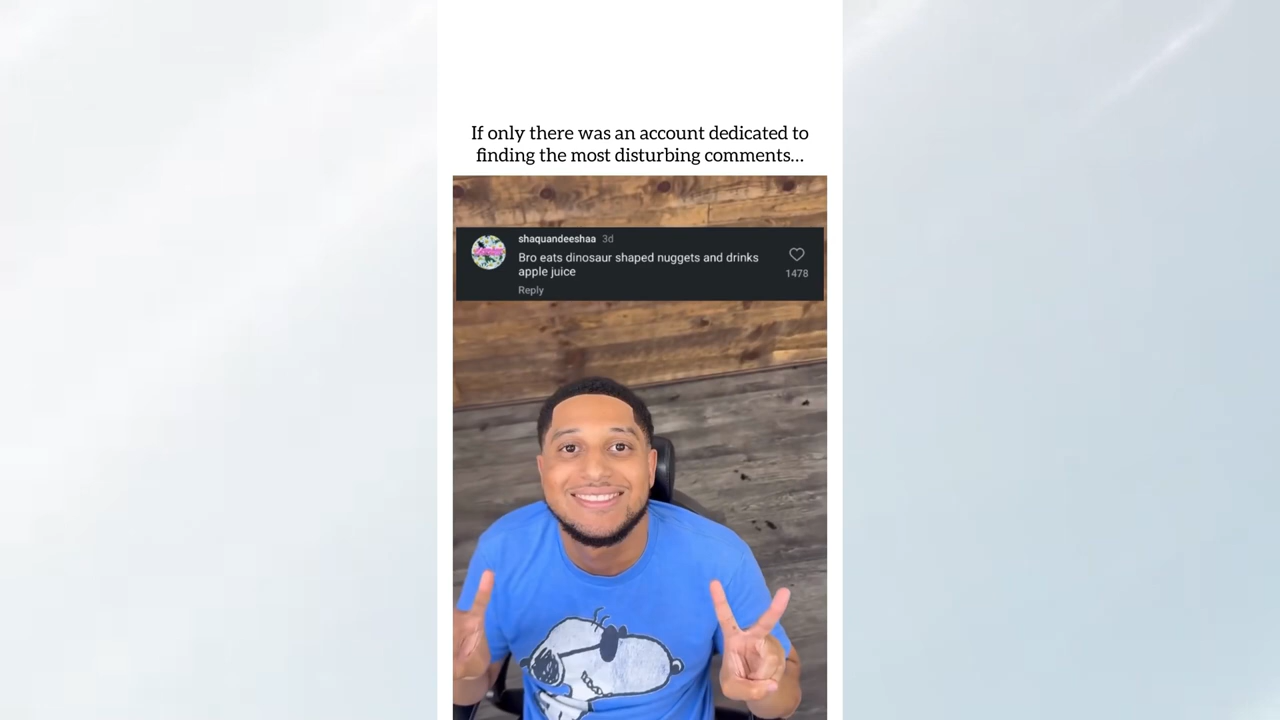 If only there was an account dedicated to
finding the most disturbing comments...
shaquandeeshaa 3d
Bro eats dinosaur shaped nuggets and drinks
apple juice
1478
Reply